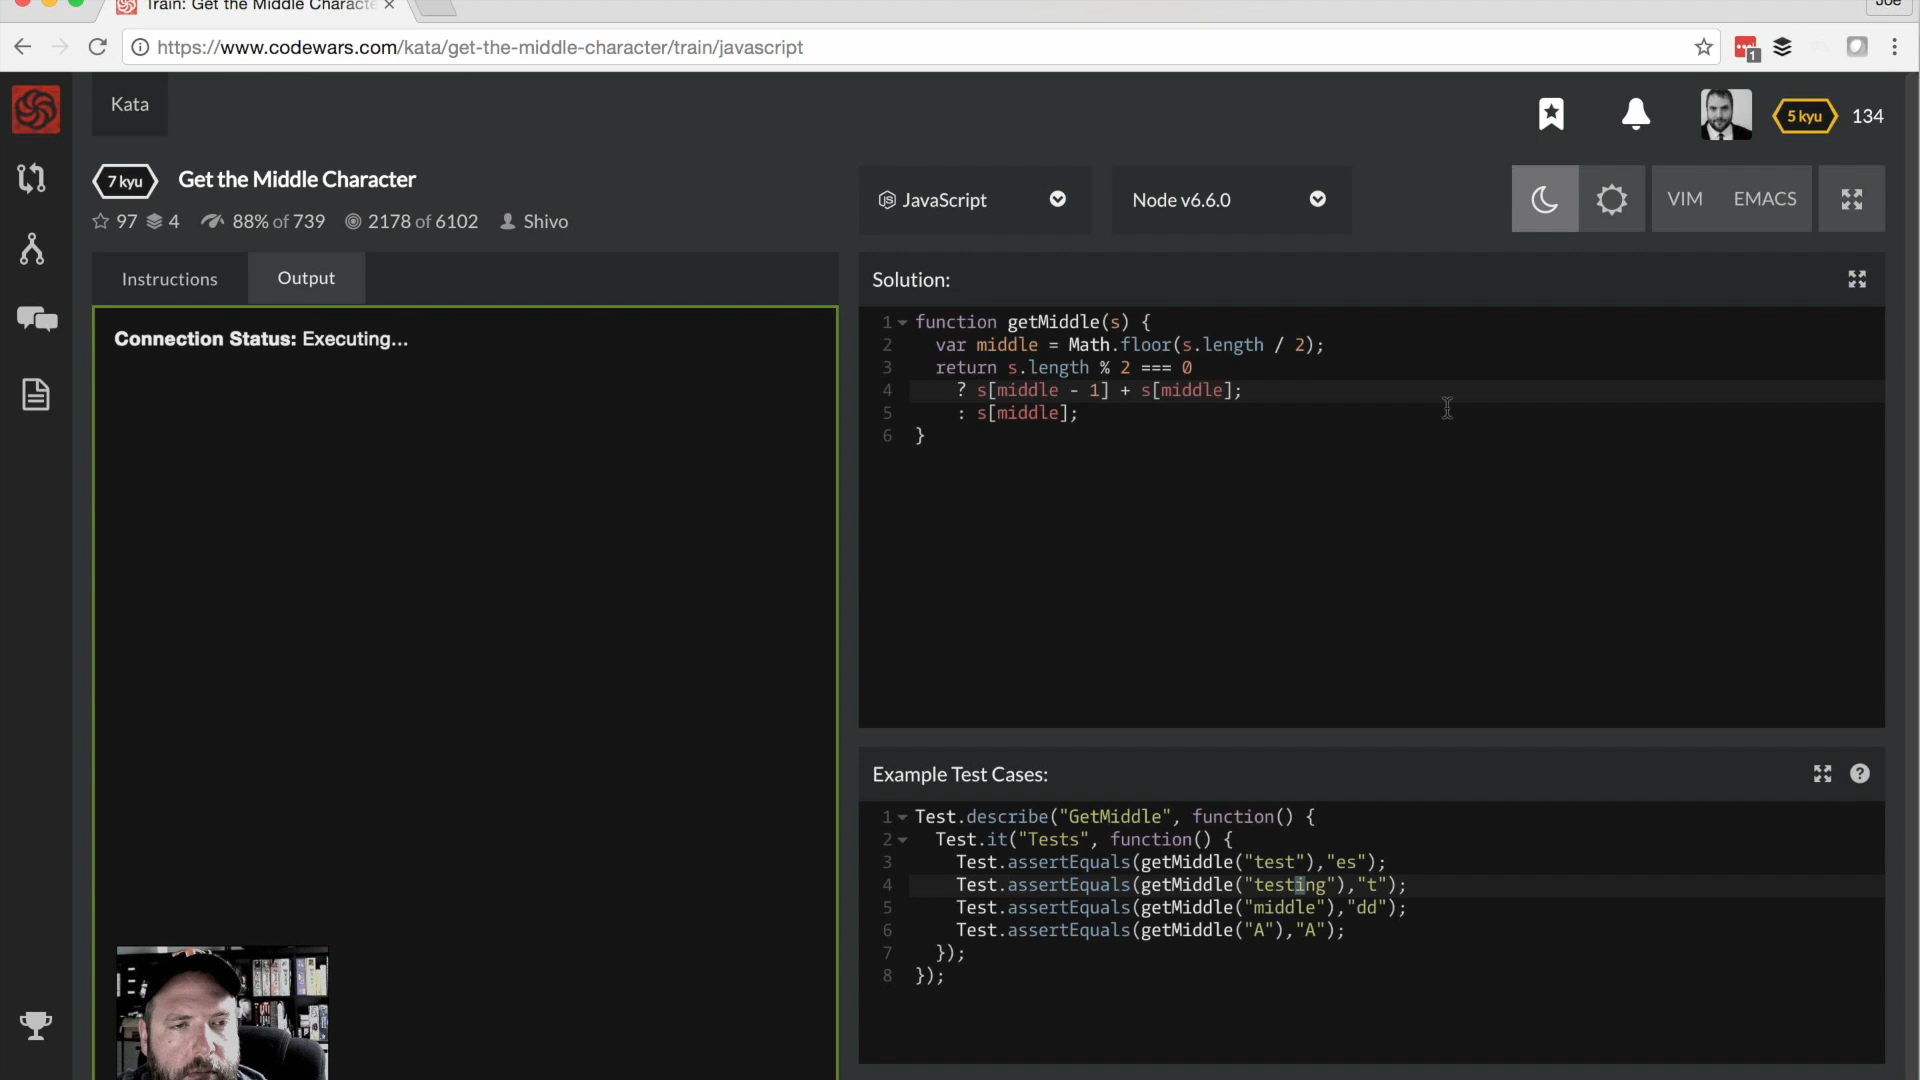 Train: Get the Middle Characte
Joe
https://www.codewars.com/kata/get-the-middle-character/train/javascript
1
Kata
5 kyu
134
7 kyu
Get the Middle Character
97
4
88% of 739
2178 of 6102
Shivo
JavaScript
Node v6.6.0
VIM
EMACS
Instructions
Output
Connection Status: Executing...
Solution:
1 function getMiddle(s) {
2 var middle = Math.floor(s.length / 2);
3 return s.length % 2 === 0
4 ? s[middle - 1] + s[middle];
5 : s[middle];
6 }
Example Test Cases:
1 Test.describe("GetMiddle", function() {
2 Test.it("Tests", function() {
3 Test.assertEquals(getMiddle("test"),"es");
4 Test.assertEquals(getMiddle("testing"),"t");
5 Test.assertEquals(getMiddle("middle"),"dd");
6 Test.assertEquals(getMiddle("A"),"A");
7 });
8 });